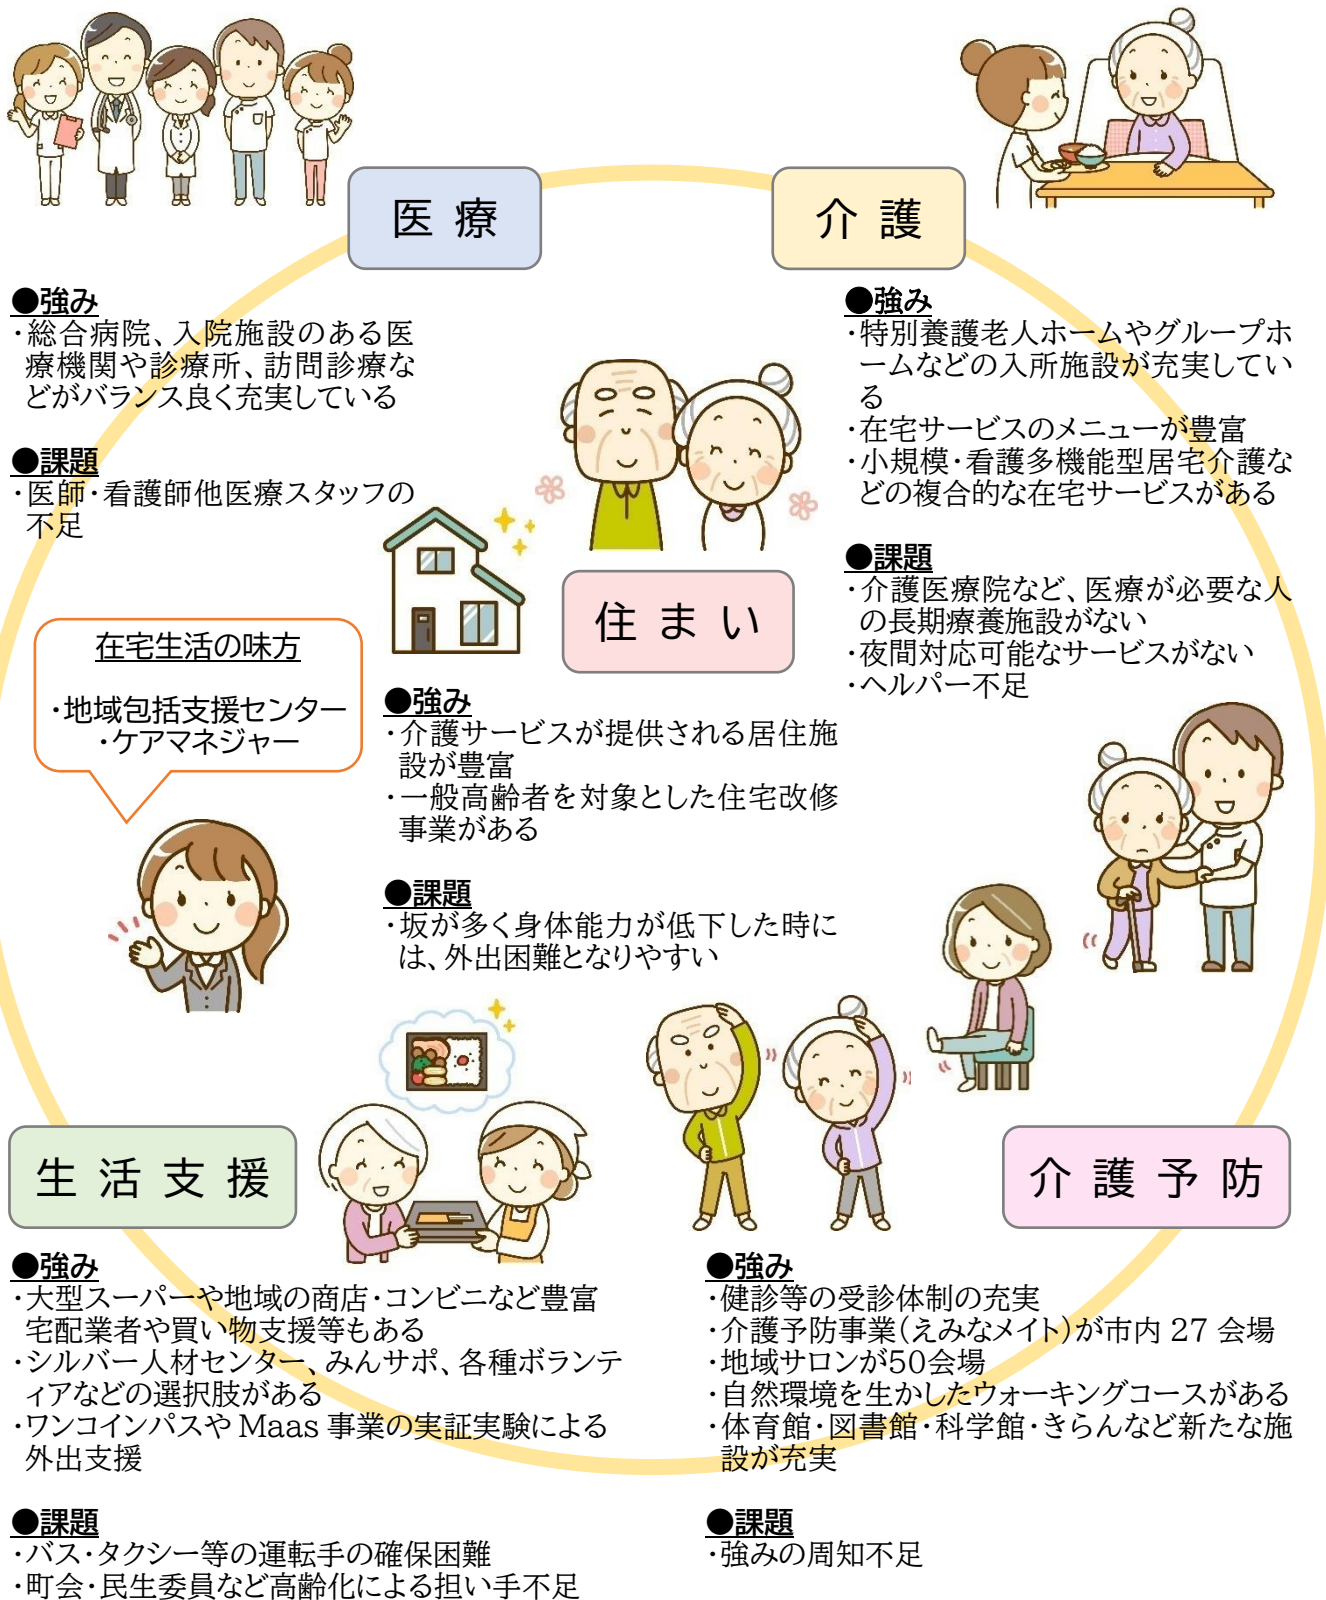 医療
●強み
・総合病院、入院施設のある医
療機関や診療所、訪問診療な
どがバランス良く充実している
●課題
・医師・看護師他医療スタッフの
不足
介護
●強み
・特別養護老人ホームやグループホ
ームなどの入所施設が充実してい
る
・在宅サービスのメニューが豊富
・小規模・看護多機能型居宅介護な
どの複合的な在宅サービスがある
●課題
・介護医療院など、医療が必要な人
の長期療養施設がない
・夜間対応可能なサービスがない
・ヘルパー不足
在宅生活の味方
・地域包括支援センター
・ケアマネジャー
住まい
●強み
・介護サービスが提供される居住施
設が豊富
・一般高齢者を対象とした住宅改修
事業がある
●課題
・坂が多く身体能力が低下した時に
は、外出困難となりやすい
生活支援
●強み
・大型スーパーや地域の商店・コンビニなど豊富
宅配業者や買い物支援等もある
・シルバー人材センター、みんサポ、各種ボランテ
ィアなどの選択肢がある
・ワンコインパスや Maas 事業の実証実験による
外出支援
●課題
・バス・タクシー等の運転手の確保困難
・町会・民生委員など高齢化による担い手不足
介護予防
●強み
・健診等の受診体制の充実
・介護予防事業(えみなメイト)が市内 27 会場
・地域サロンが50会場
・自然環境を生かしたウォーキングコースがある
・体育館・図書館・科学館・きらんなど新たな施
設が充実
●課題
・強みの周知不足